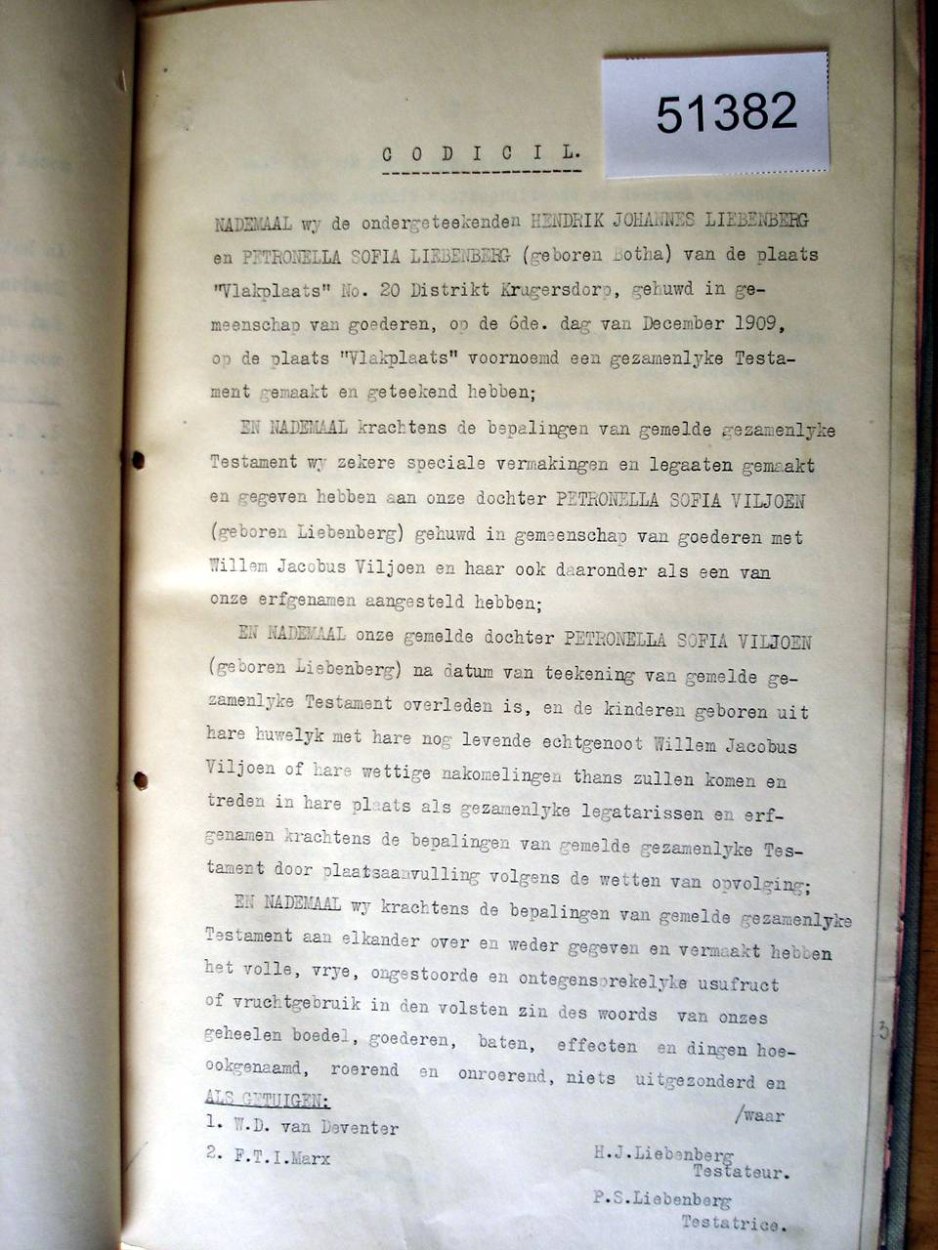 51382
C O D I C I L.
NADEMAAL wy de ondergeteekenden HENDRIK JOHANNES LIEBENBERG
en PETRONELLA SOFIA LIEBENBERG (geboren Botha) van de plaats
"Vlakplaats" No. 20 Distrikt Krugersdorp, gehuwd in ge-
meenschap van goederen, op de 6de. dag van December 1909,
op de plaats "Vlakplaats" voornoemd een gezamenlyke Testa-
ment gemaakt en geteekend hebben;
EN NADEMAAL krachtens de bepalingen van gemelde gezamenlyke
Testament wy zekere speciale vermakingen en legaaten gemaakt
en gegeven hebben aan onze dochter PETRONELLA SOFIA VILJOEN
(geboren Liebenberg) gehuwd in gemeenschap van goederen met
Willem Jacobus Viljoen en haar ook daaronder als een van
onze erfgenamen aangesteld hebben;
EN NADEMAAL onze gemelde dochter PETRONELLA SOFIA VILJOEN
(geboren Liebenberg) na datum van teekening van gemelde ge-
zamenlyke Testament overleden is, en de kinderen geboren uit
hare huwelyk met hare nog levende echtgenoot Willem Jacobus
Viljoen of hare wettige nakomelingen thans zullen komen en
treden in hare plaats als gezamenlyke legatarissen en erf-
genamen krachtens de bepalingen van gemelde gezamenlyke Tes-
tament door plaatsaanvulling volgens de wetten van opvolging;
EN NADEMAAL wy krachtens de bepalingen van gemelde gezamenlyke
Testament aan elkander over en weder gegeven en vermaakt hebben
het volle, vrye, ongestoorde en ontegensprekelyke usufruct
of vruchtgebruik in den volsten zin des woords van onzes
geheelen boedel, goederen, baten, effecten en dingen hoe-
ookgenaamd, roerend en onroerend, niets uitgezonderd en
/waar
ALS GETUIGEN:
1. W.D. van Deventer
2. F.T.I.Marx
H.J.Liebenberg
Testateur.
P.S.Liebenberg
Testatrice.
3